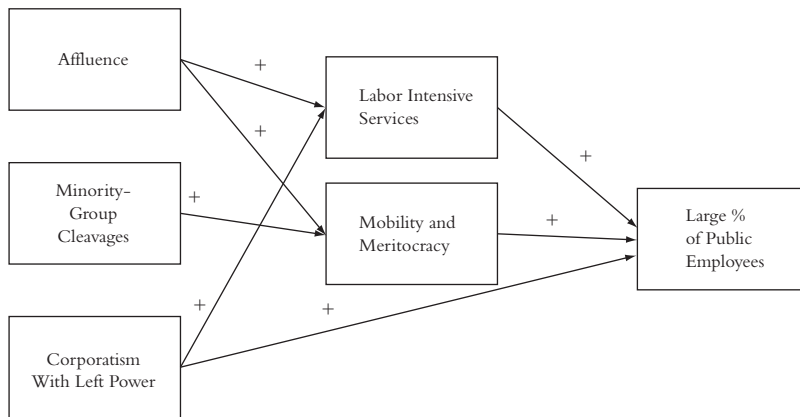 Affluence
+
+
Labor Intensive
Services
+
Minority-
Group
Cleavages
+
Mobility and
Meritocracy
+
Large %
of Public
Employees
+
+
Corporatism
With Left Power